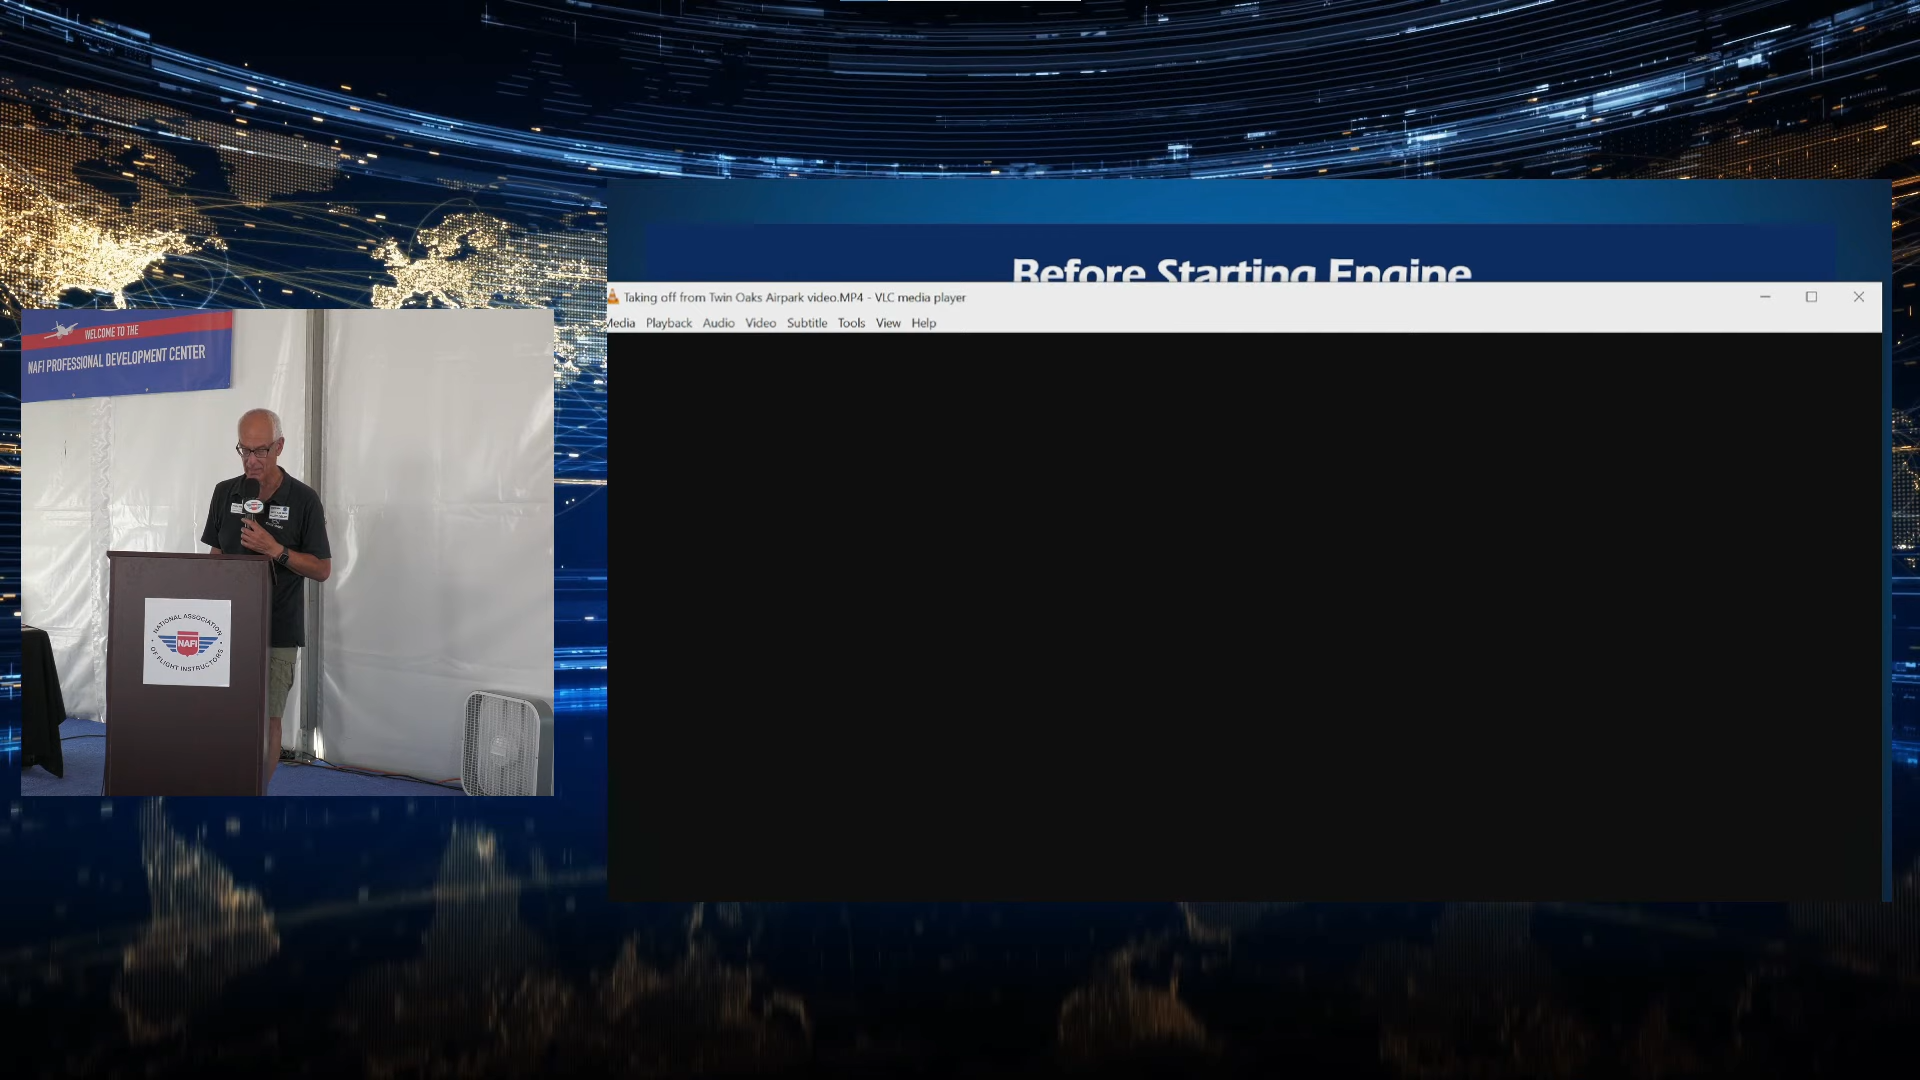 Before Starting Engine
Taking off from Twin Oaks Airpark video.MP4 - VLC media player
Media Playback Audio Video Subtitle Tools View Help
WELCOME TO THE
NAFI PROFESSIONAL DEVELOPMENT CENTER
NATIONAL ASSOCIATION
NAFI
OF FLIGHT INSTRUCTORS